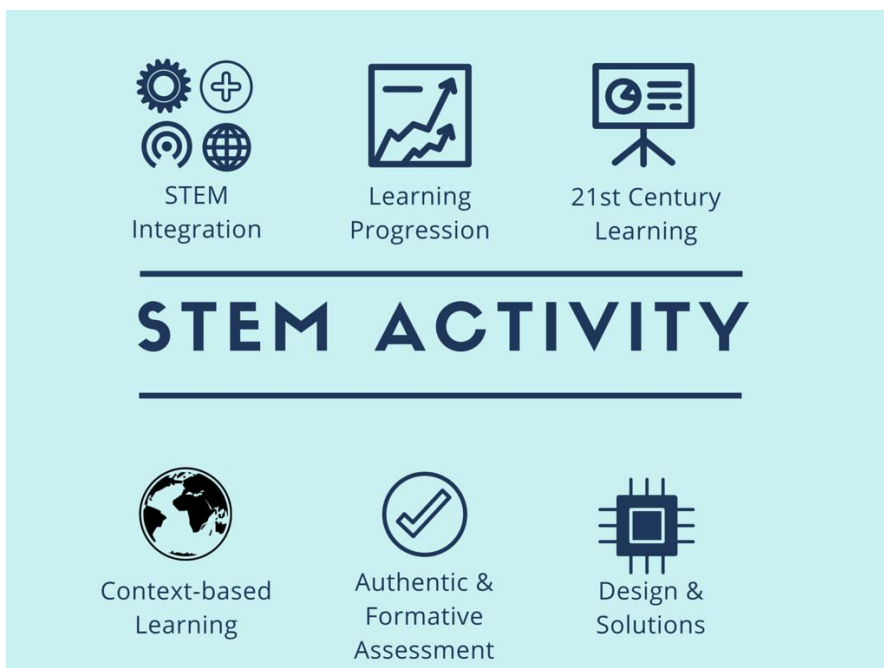 STEM
Integration
Learning
Progression
21st Century
Learning
STEM ACTIVITY
Context-based
Learning
Authentic &
Formative
Assessment
Design &
Solutions